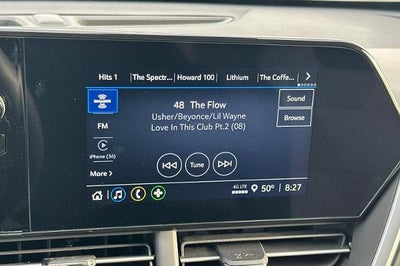 Hits 1 The Spectr... Howard 100 Lithium The Coffe...
48 The Flow
Usher/Beyonce/Lil Wayne
Love In This Club Pt.2 (08)
Sound
Browse
FM
iPhone (36)
More
Tune
4G LTE
50° 8:27